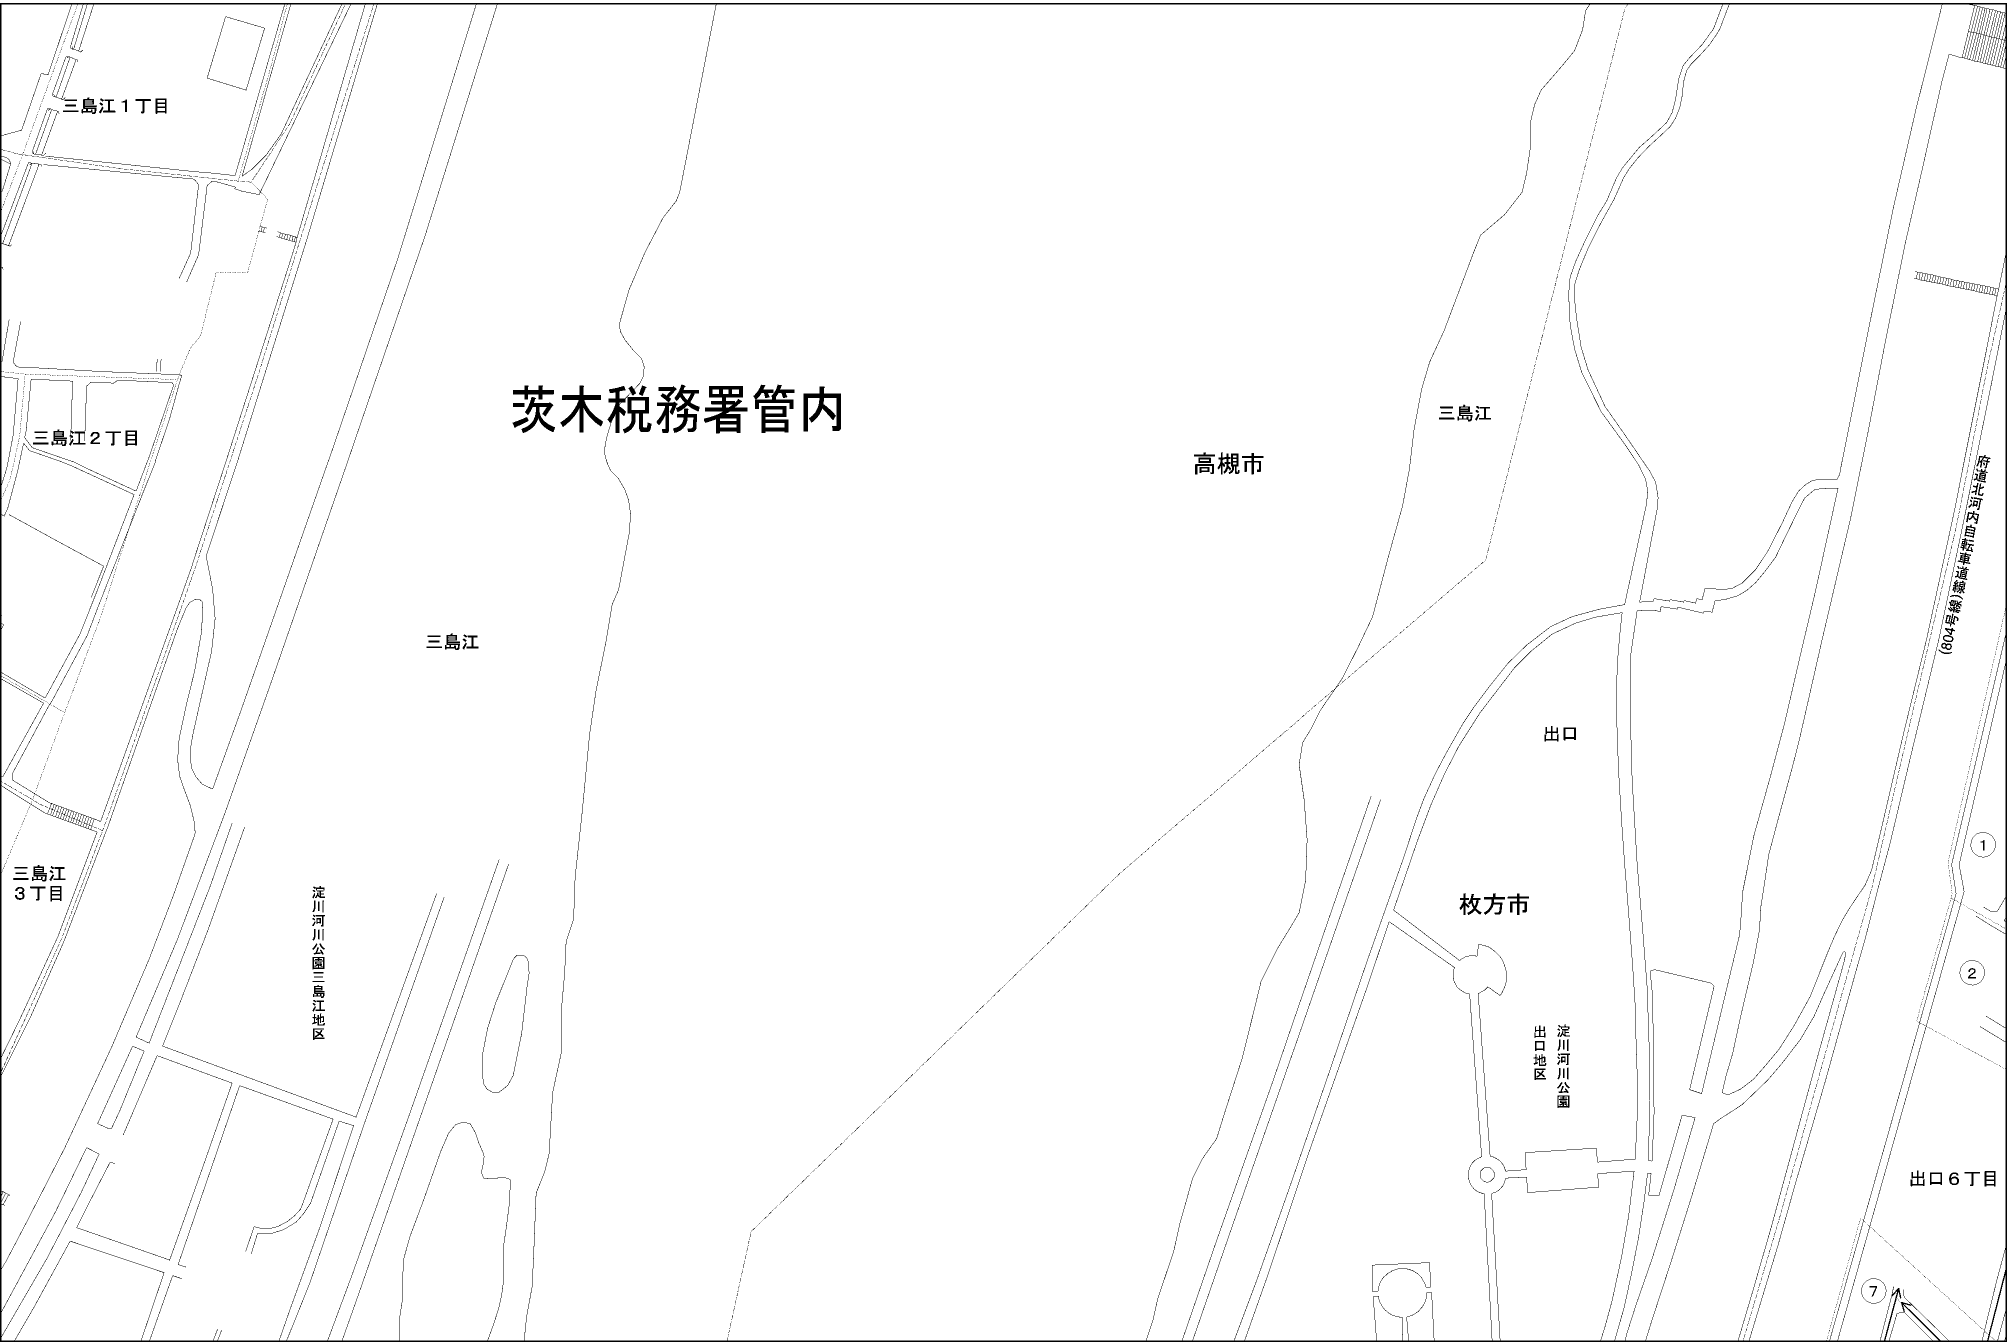 三島江１丁目
茨木税務署管内
三島江
三島江２丁目
高槻市
府道北河内自転車道線
(804号線)
三島江
出口
①
三島江
３丁目
淀川河川公園三島江地区
枚方市
②
淀川河川公園
出口地区
出口６丁目
⑦